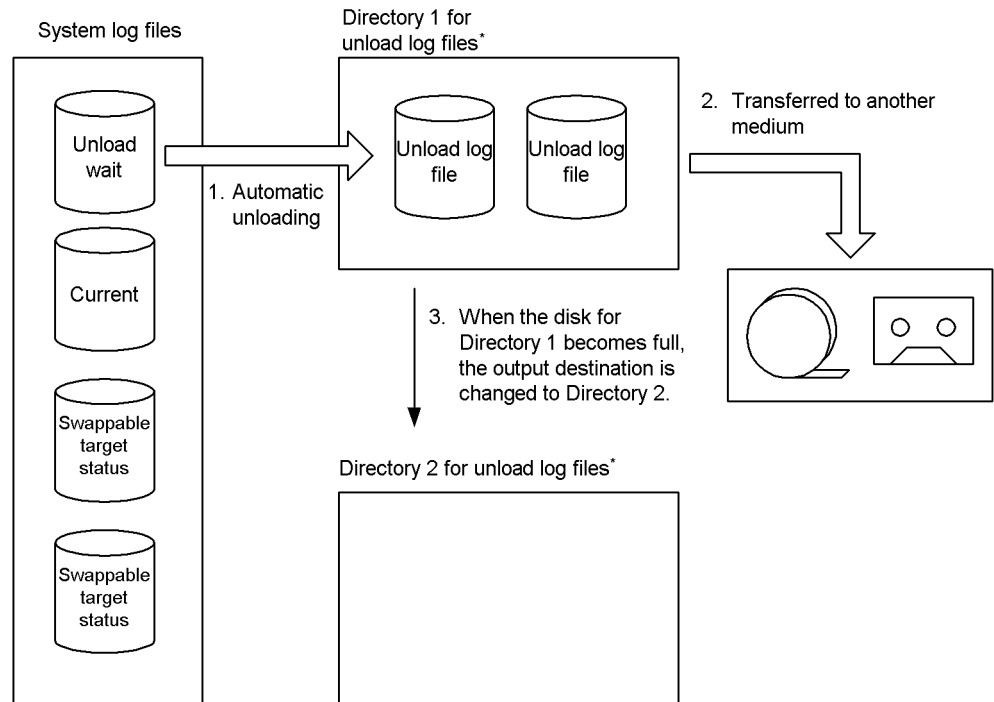 System log files
Unload
wait
Current
Swappable
target
status
Swappable
target
status
1. Automatic
unloading
Directory 1 for
unload log files*
Unload log
file
Unload log
file
2. Transferred to another
medium
3. When the disk for
Directory 1 becomes full,
the output destination is
changed to Directory 2.
Directory 2 for unload log files*